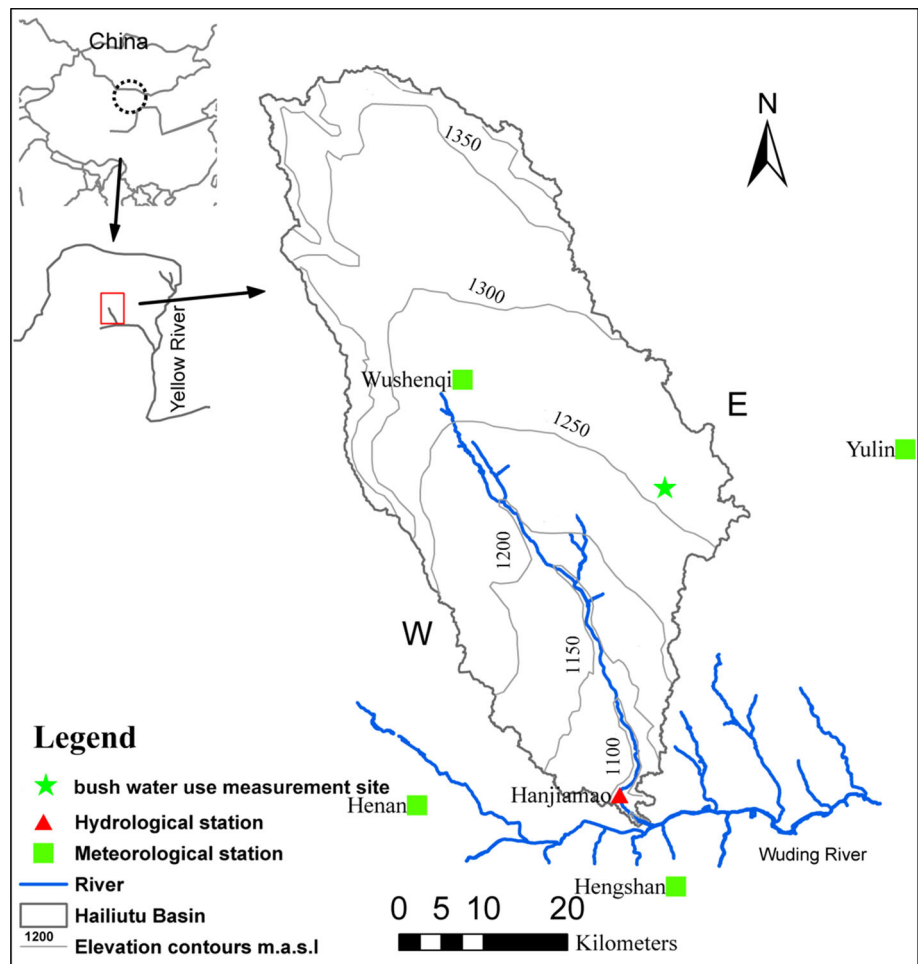 China
N
1350
1300
Yellow River
Wushenqi
E
1250
Yulin
1200
W
1150
Legend
1100
bush water use measurement site
Hanjiamao
Henan
Hydrological station
Meteorological station
Wuding River
River
Hengshan
Hailiutu Basin
0 5 10 20
1200
Elevation contours m.a.s.l
Kilometers